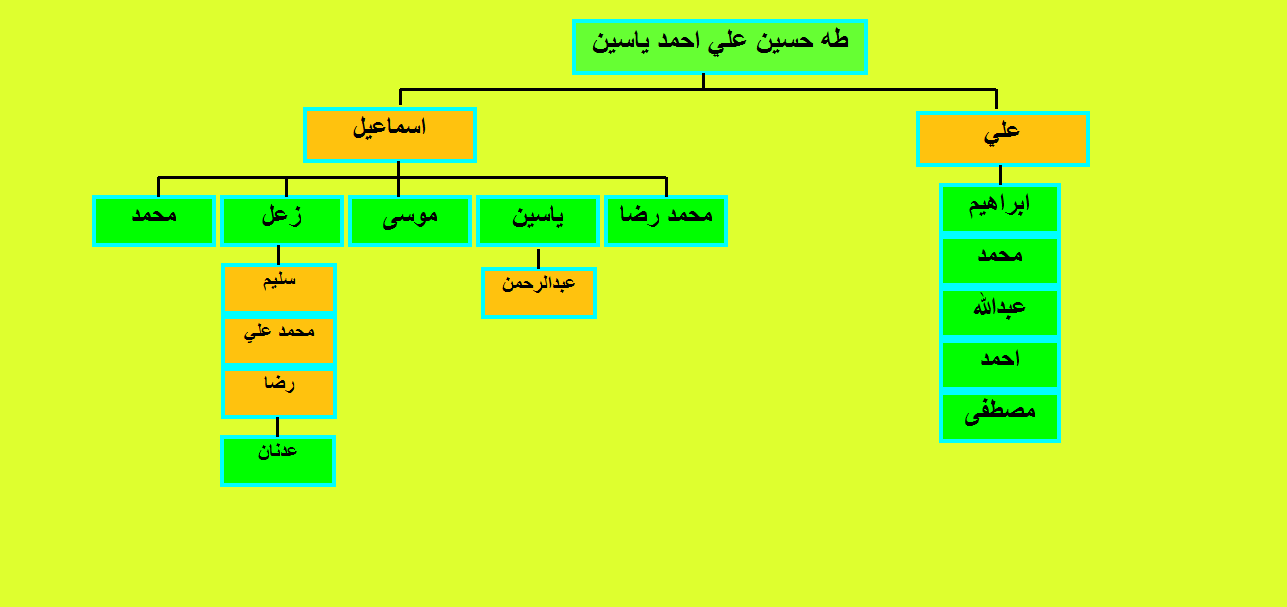 طه حسين علي احمد ياسين
علي
اسماعيل
محمد رضا
ياسين
موسى
زعل
محمد
ابراهيم
محمد
عبدالله
احمد
مصطفى
عبدالرحمن
سليم
محمد علي
رضا
عدنان